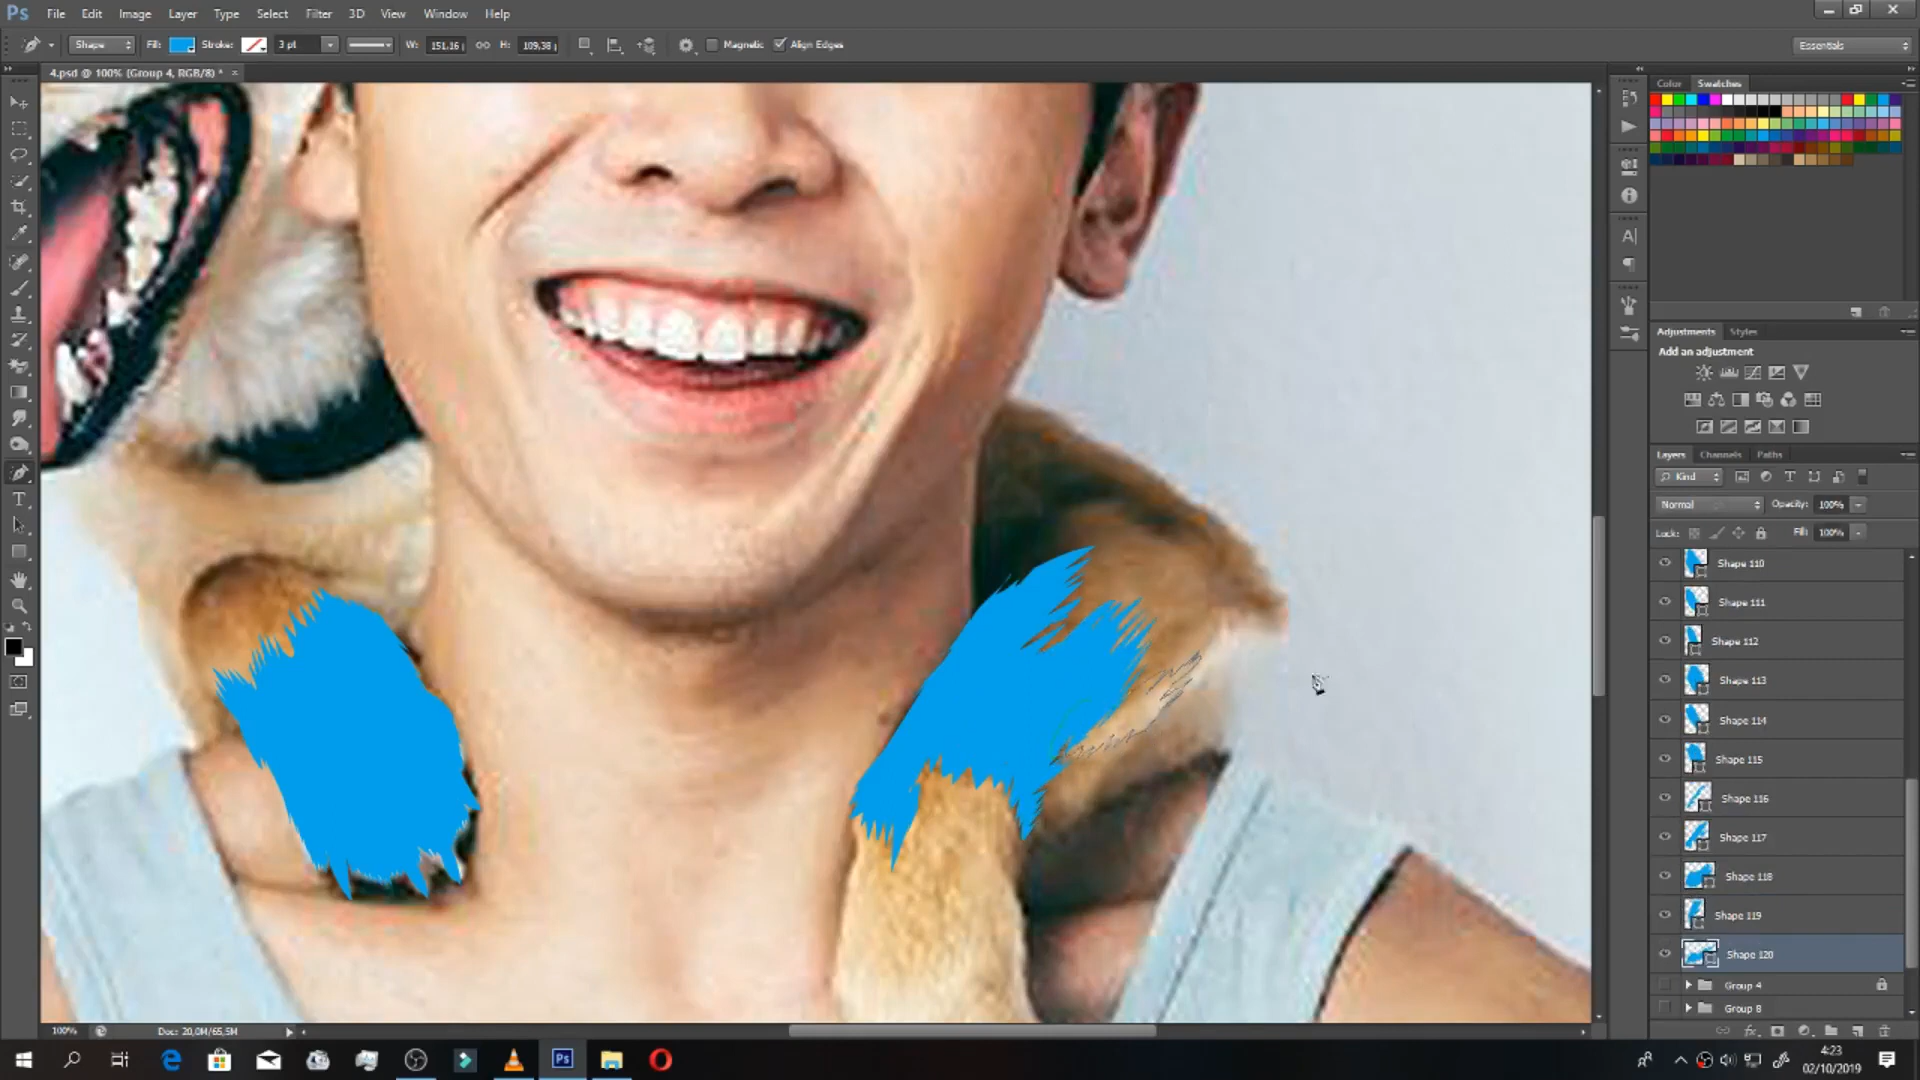 Ps File Edit Image Layer Type Select Filter 3D View Window Help
Shape Fill: Stroke: 3 pt W: 151,16 H: 109,38 Magnetic Align Edges Essentials
4.psd @ 100% (Group 4, RGB/8) * ×
Color Swatches
Adjustments Styles
Add an adjustment
Layers Channels Paths
Kind
Normal Opacity: 100%
Lock: Fill: 100%
Shape 110
Shape 111
Shape 112
Shape 113
Shape 114
Shape 115
Shape 116
Shape 117
Shape 118
Shape 119
Shape 120
Group 4
Group 8
100% Doc: 20,0M/65,5M
fx
Ps
4:23
02/10/2019